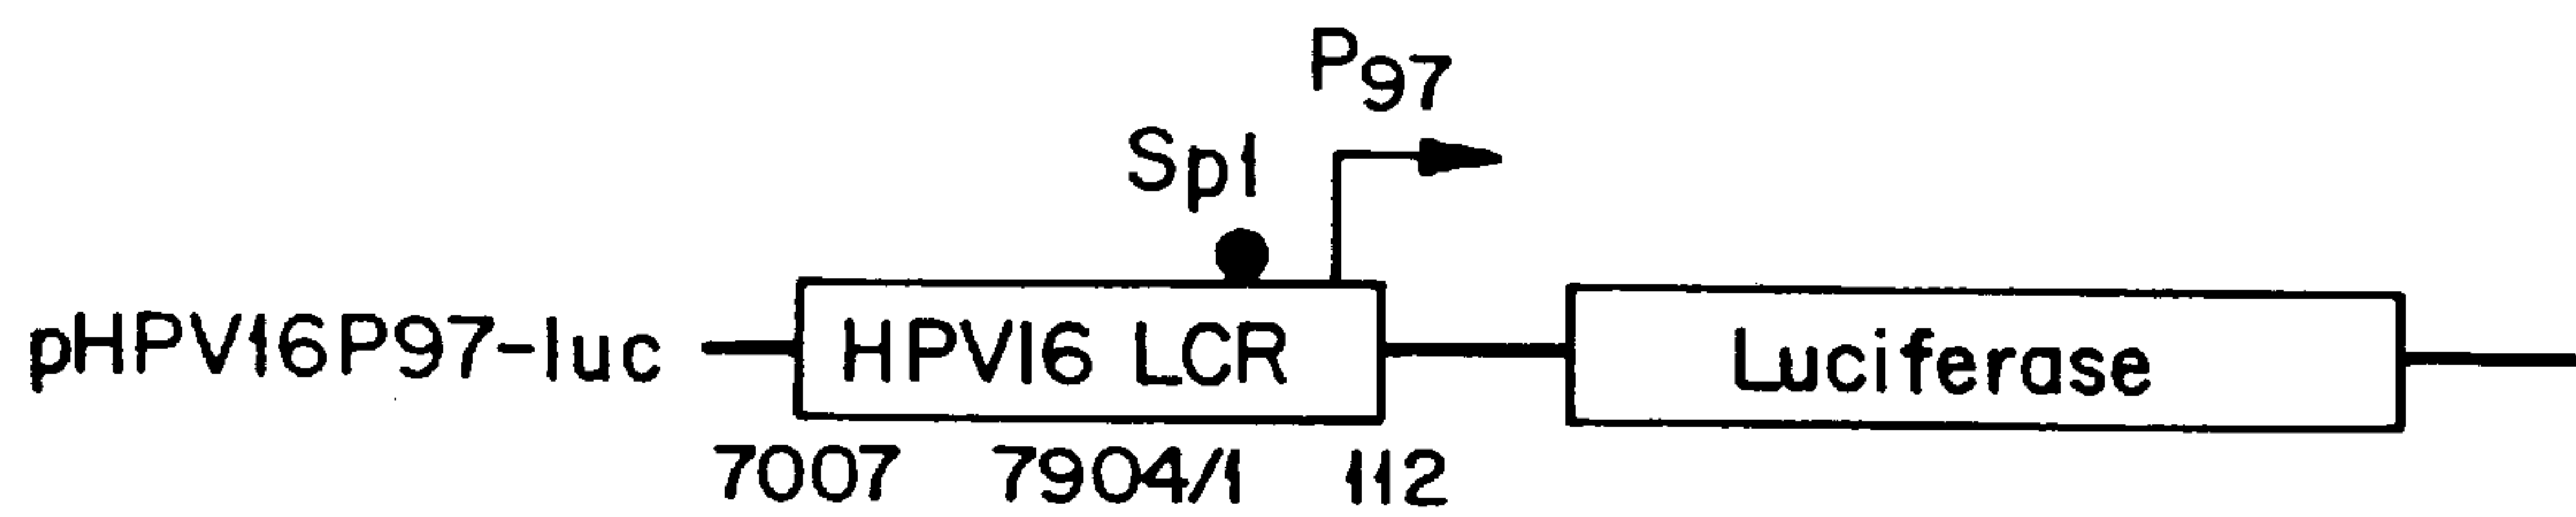 P97
Sp1
pHPV16P97-luc HPV16 LCR Luciferase
7007 7904/1 112